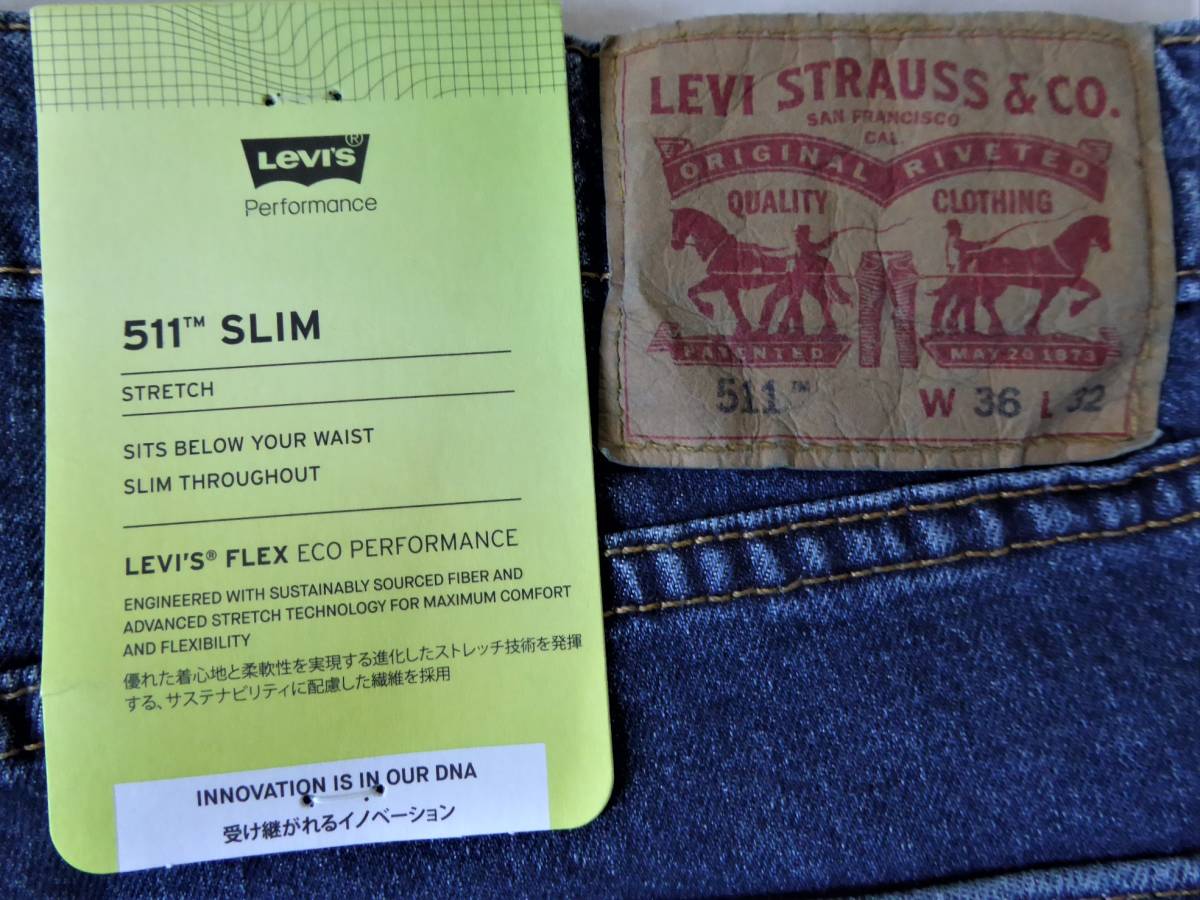 LEVI'S®
Performance
511™ SLIM
STRETCH
SITS BELOW YOUR WAIST
SLIM THROUGHOUT
LEVI'S® FLEX ECO PERFORMANCE
ENGINEERED WITH SUSTAINABLY SOURCED FIBER AND
ADVANCED STRETCH TECHNOLOGY FOR MAXIMUM COMFORT
AND FLEXIBILITY
優れた着心地と柔軟性を実現する進化したストレッチ技術を発揮
する、サステナビリティに配慮した繊維を採用
INNOVATION IS IN OUR DNA
受け継がれるイノベーション
LEVI STRAUSS & CO.
SAN FRANCISCO
CAL
ORIGINAL RIVETED
QUALITY CLOTHING
PATENTED MAY 20 1873
511™ W 36 L 32